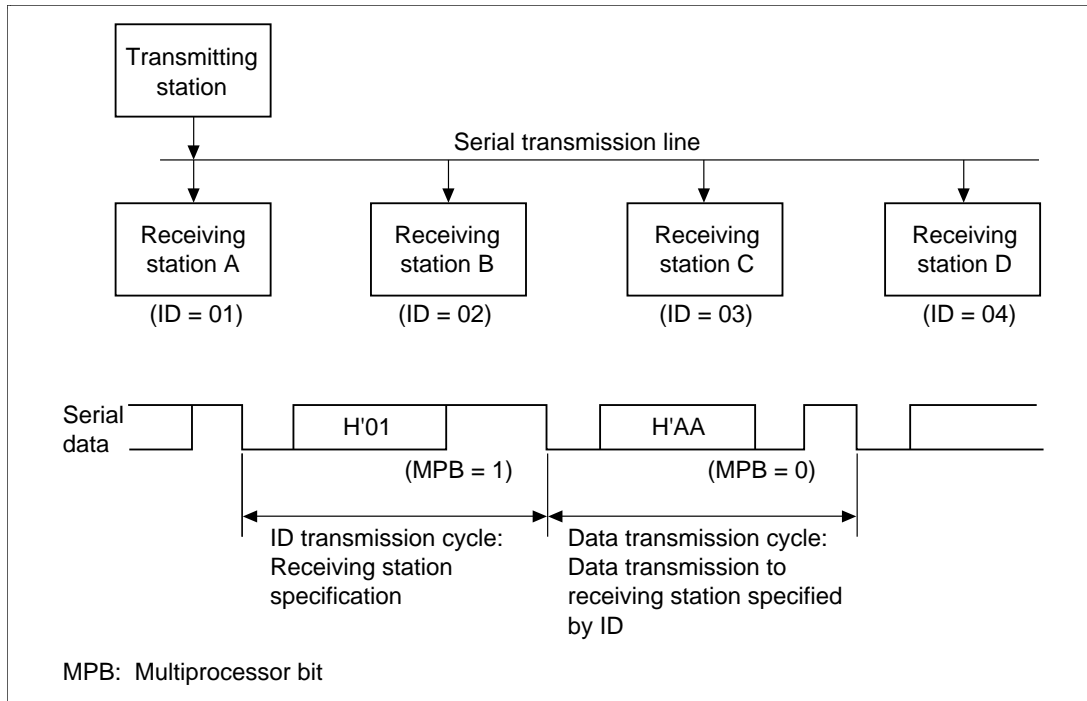 Transmitting
station
Serial transmission line
Receiving
station A
(ID = 01)
Receiving
station B
(ID = 02)
Receiving
station C
(ID = 03)
Receiving
station D
(ID = 04)
Serial
data
H'01
H'AA
(MPB = 1)
(MPB = 0)
ID transmission cycle:
Receiving station
specification
Data transmission cycle:
Data transmission to
receiving station specified
by ID
MPB: Multiprocessor bit